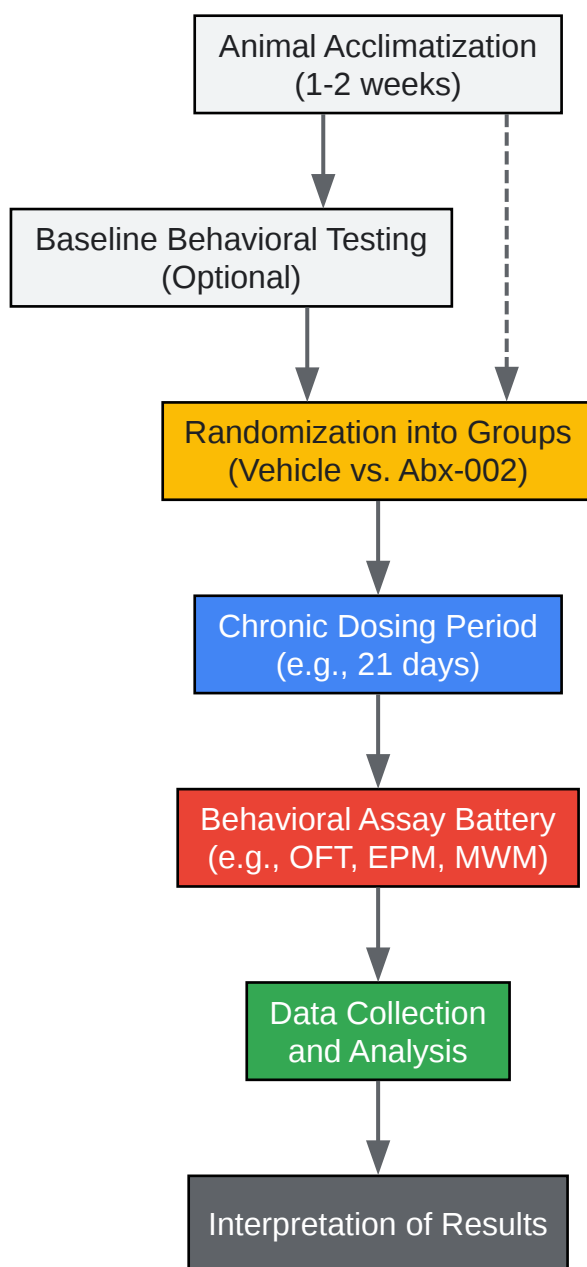 Animal Acclimatization
(1-2 weeks)
Baseline Behavioral Testing
(Optional)
Randomization into Groups
(Vehicle vs. Abx-002)
Chronic Dosing Period
(e.g., 21 days)
Behavioral Assay Battery
(e.g., OFT, EPM, MWM)
Data Collection
and Analysis
Interpretation of Results